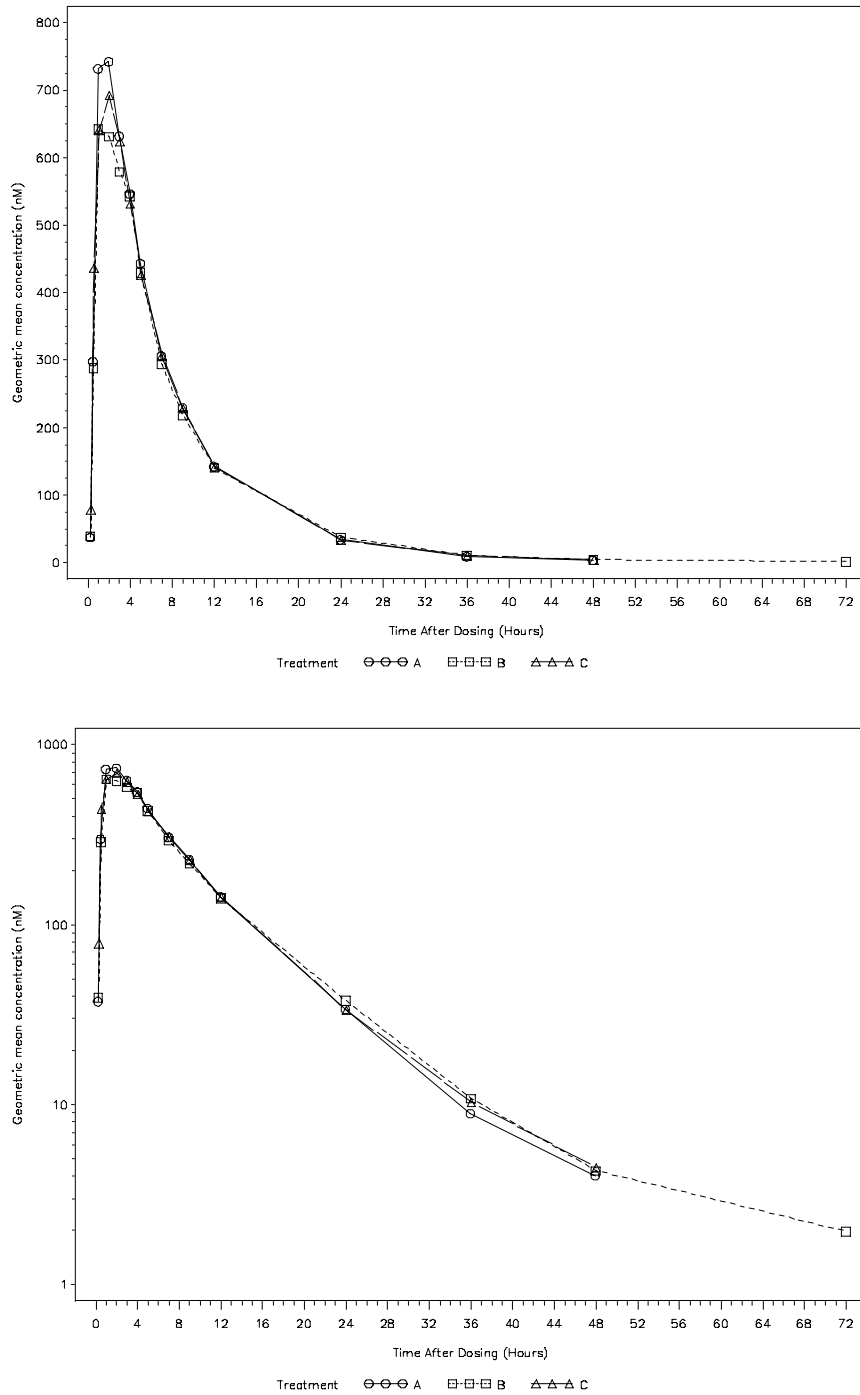 Geometric mean concentration (nM)
800
700
600
500
400
300
200
100
0
0 4 8 12 16 20 24 28 32 36 40 44 48 52 56 60 64 68 72
Time After Dosing (Hours)
Treatment A B C
Geometric mean concentration (nM)
1000
100
10
1
0 4 8 12 16 20 24 28 32 36 40 44 48 52 56 60 64 68 72
Time After Dosing (Hours)
Treatment A B C